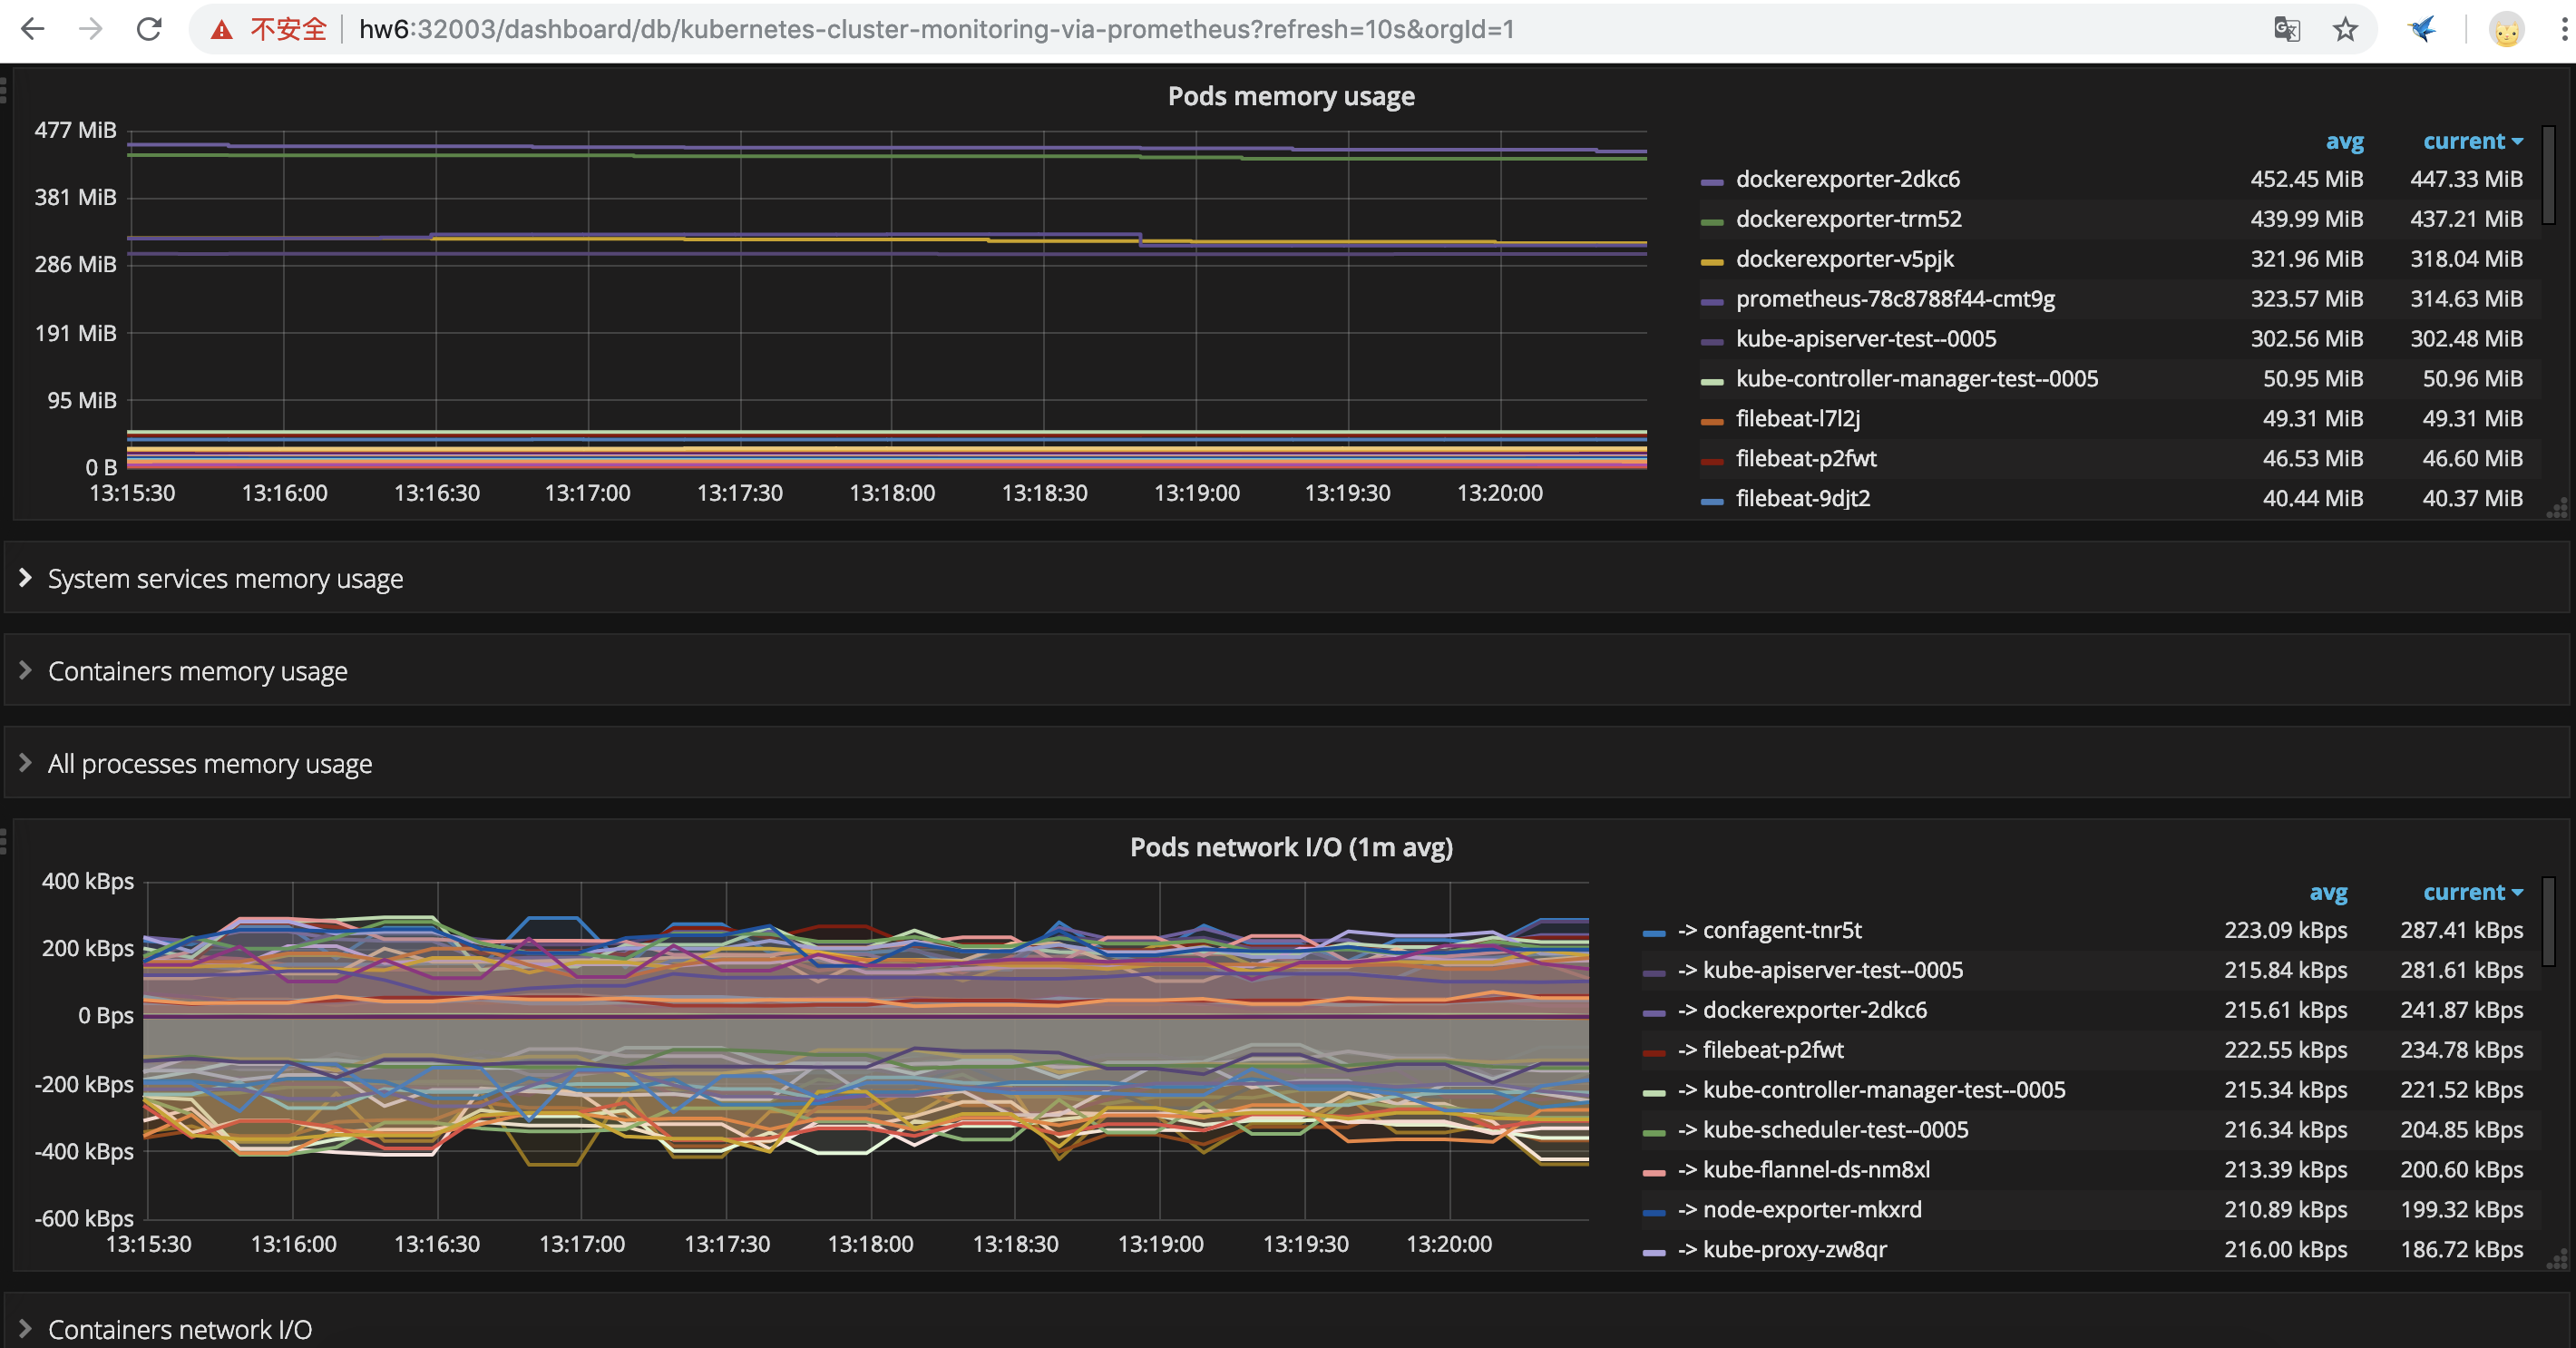 不安全 hw6:32003/dashboard/db/kubernetes-cluster-monitoring-via-prometheus?refresh=10s&orgId=1
Pods memory usage
477 MiB
381 MiB
286 MiB
191 MiB
95 MiB
0 B
13:15:30 13:16:00 13:16:30 13:17:00 13:17:30 13:18:00 13:18:30 13:19:00 13:19:30 13:20:00
avg current
dockerexporter-2dkc6 452.45 MiB 447.33 MiB
dockerexporter-trm52 439.99 MiB 437.21 MiB
dockerexporter-v5pjk 321.96 MiB 318.04 MiB
prometheus-78c8788f44-cmt9g 323.57 MiB 314.63 MiB
kube-apiserver-test--0005 302.56 MiB 302.48 MiB
kube-controller-manager-test--0005 50.95 MiB 50.96 MiB
filebeat-l7l2j 49.31 MiB 49.31 MiB
filebeat-p2fwt 46.53 MiB 46.60 MiB
filebeat-9djt2 40.44 MiB 40.37 MiB
System services memory usage
Containers memory usage
All processes memory usage
Pods network I/O (1m avg)
400 kBps
200 kBps
0 Bps
-200 kBps
-400 kBps
-600 kBps
13:15:30 13:16:00 13:16:30 13:17:00 13:17:30 13:18:00 13:18:30 13:19:00 13:19:30 13:20:00
avg current
-> confagent-tnr5t 223.09 kBps 287.41 kBps
-> kube-apiserver-test--0005 215.84 kBps 281.61 kBps
-> dockerexporter-2dkc6 215.61 kBps 241.87 kBps
-> filebeat-p2fwt 222.55 kBps 234.78 kBps
-> kube-controller-manager-test--0005 215.34 kBps 221.52 kBps
-> kube-scheduler-test--0005 216.34 kBps 204.85 kBps
-> kube-flannel-ds-nm8xl 213.39 kBps 200.60 kBps
-> node-exporter-mkxrd 210.89 kBps 199.32 kBps
-> kube-proxy-zw8qr 216.00 kBps 186.72 kBps
Containers network I/O